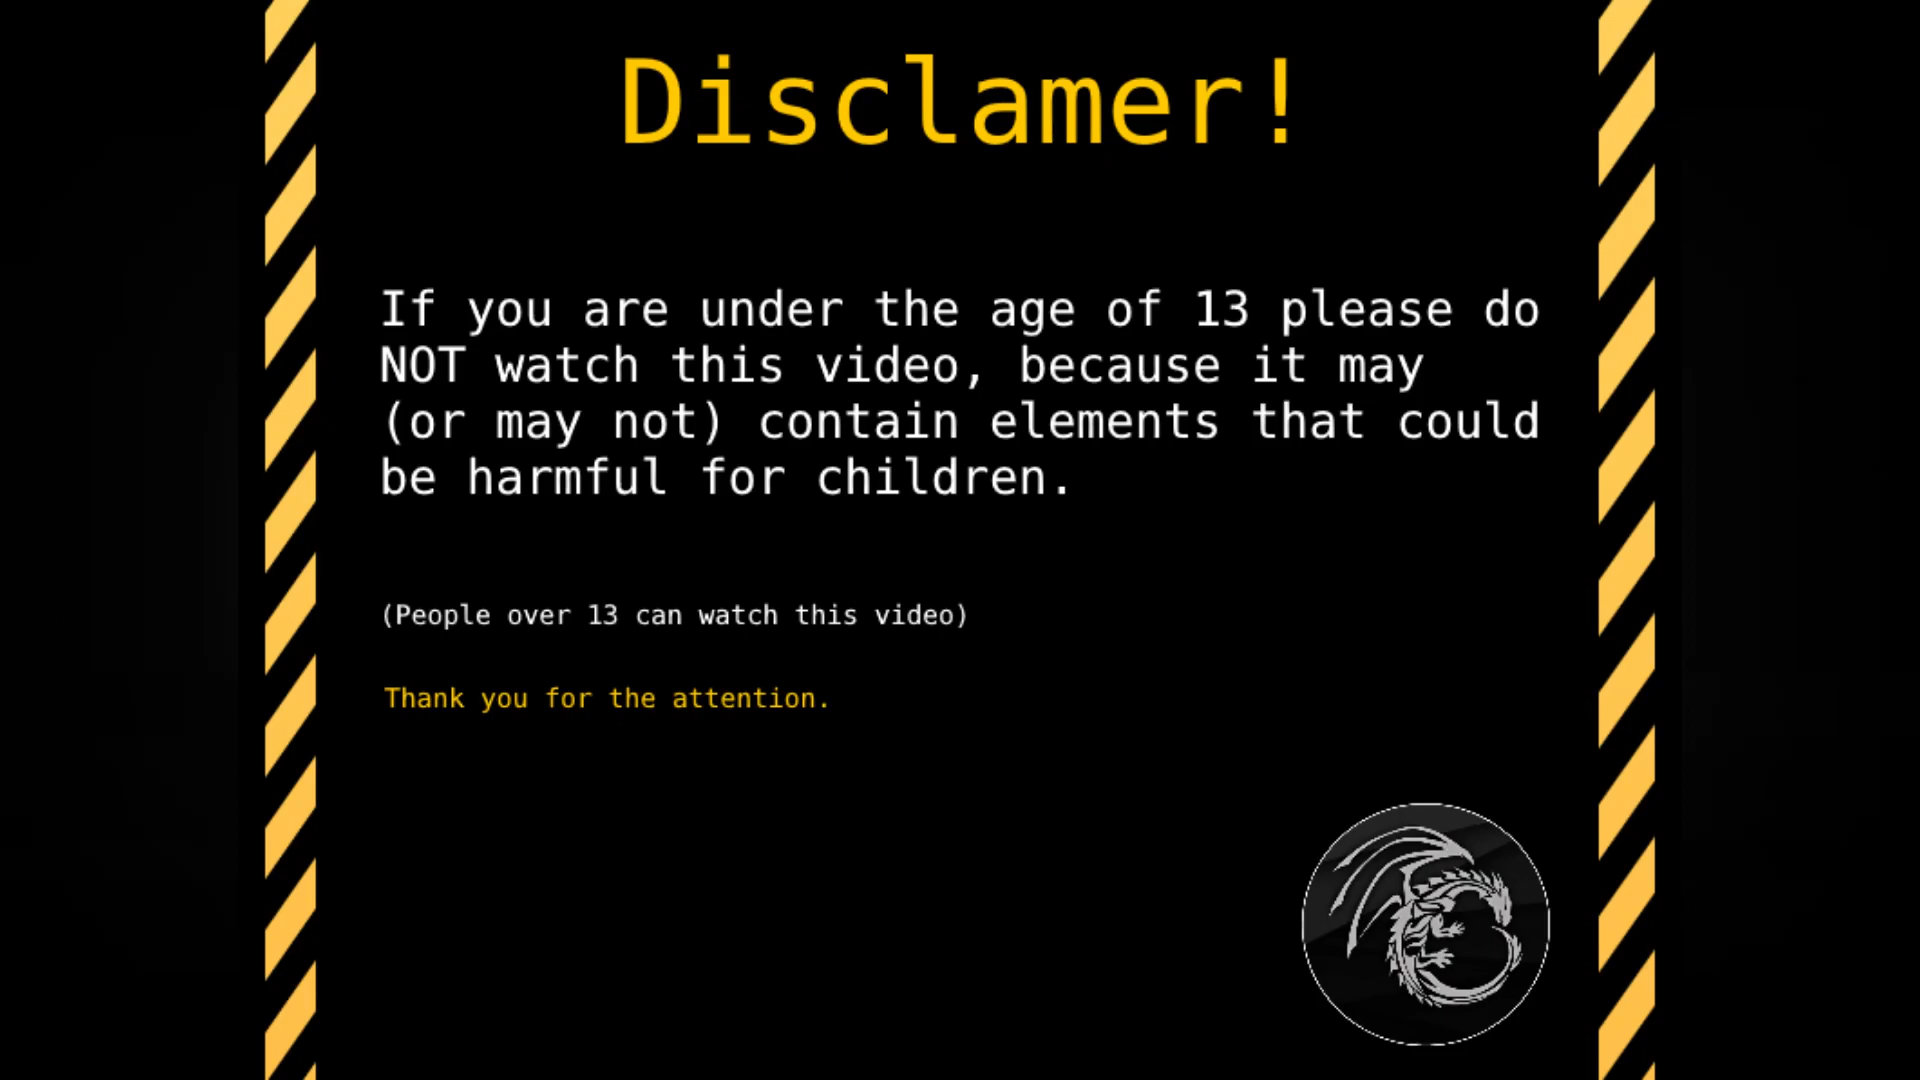 Disclamer!
If you are under the age of 13 please do
NOT watch this video, because it may
(or may not) contain elements that could
be harmful for children.
(People over 13 can watch this video)
Thank you for the attention.